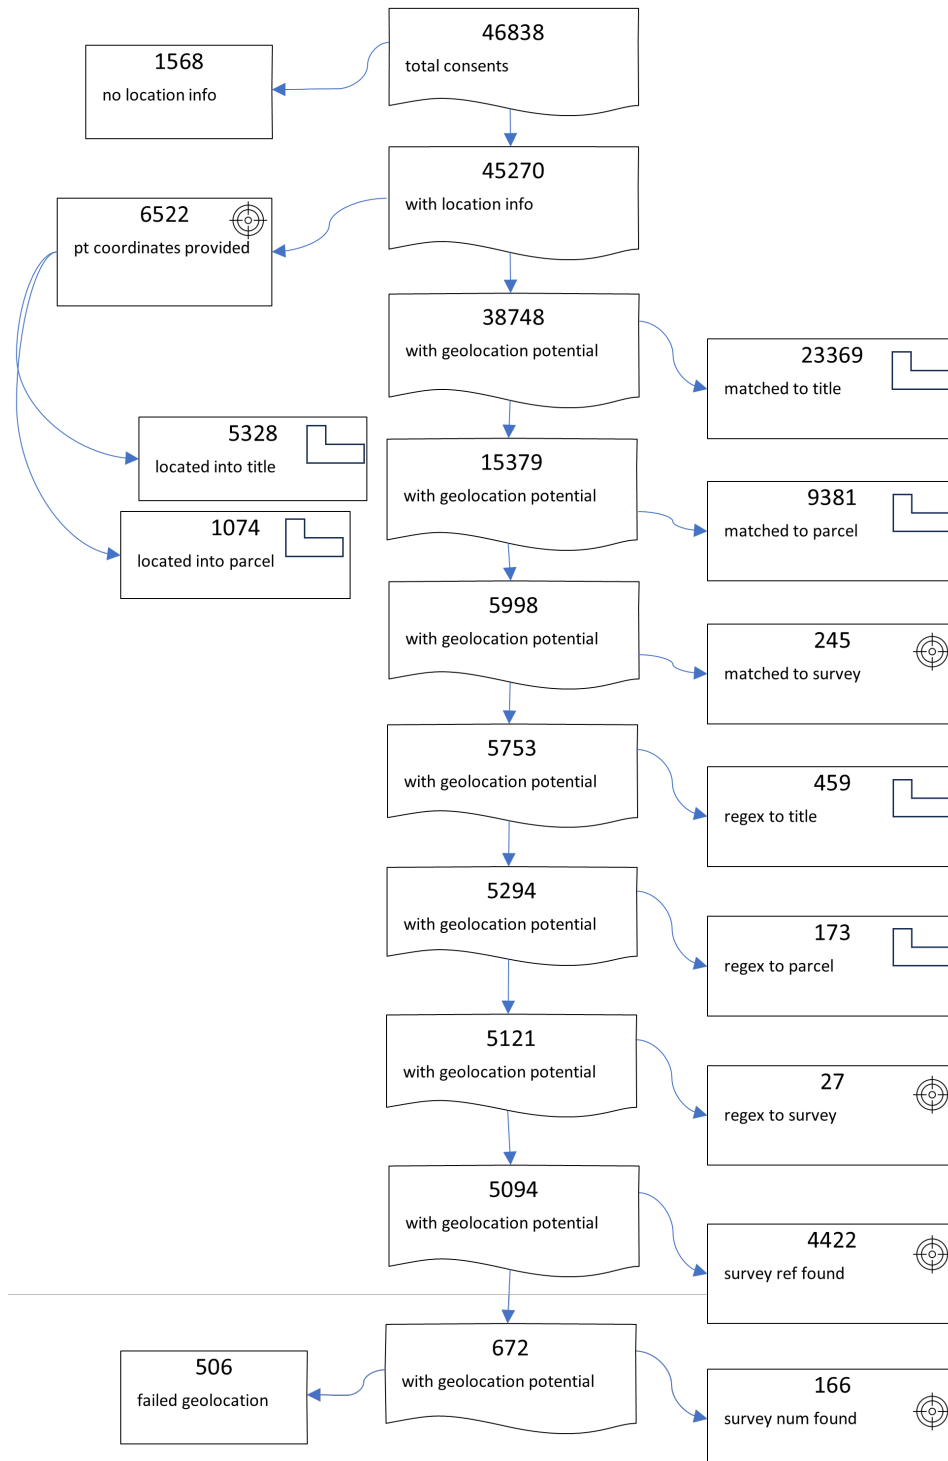 46838
total consents
1568
no location info
45270
with location info
6522
pt coordinates provided
38748
with geolocation potential
23369
matched to title
5328
located into title
15379
with geolocation potential
9381
matched to parcel
1074
located into parcel
5998
with geolocation potential
245
matched to survey
5753
with geolocation potential
459
regex to title
5294
with geolocation potential
173
regex to parcel
5121
with geolocation potential
27
regex to survey
5094
with geolocation potential
4422
survey ref found
672
with geolocation potential
506
failed geolocation
166
survey num found